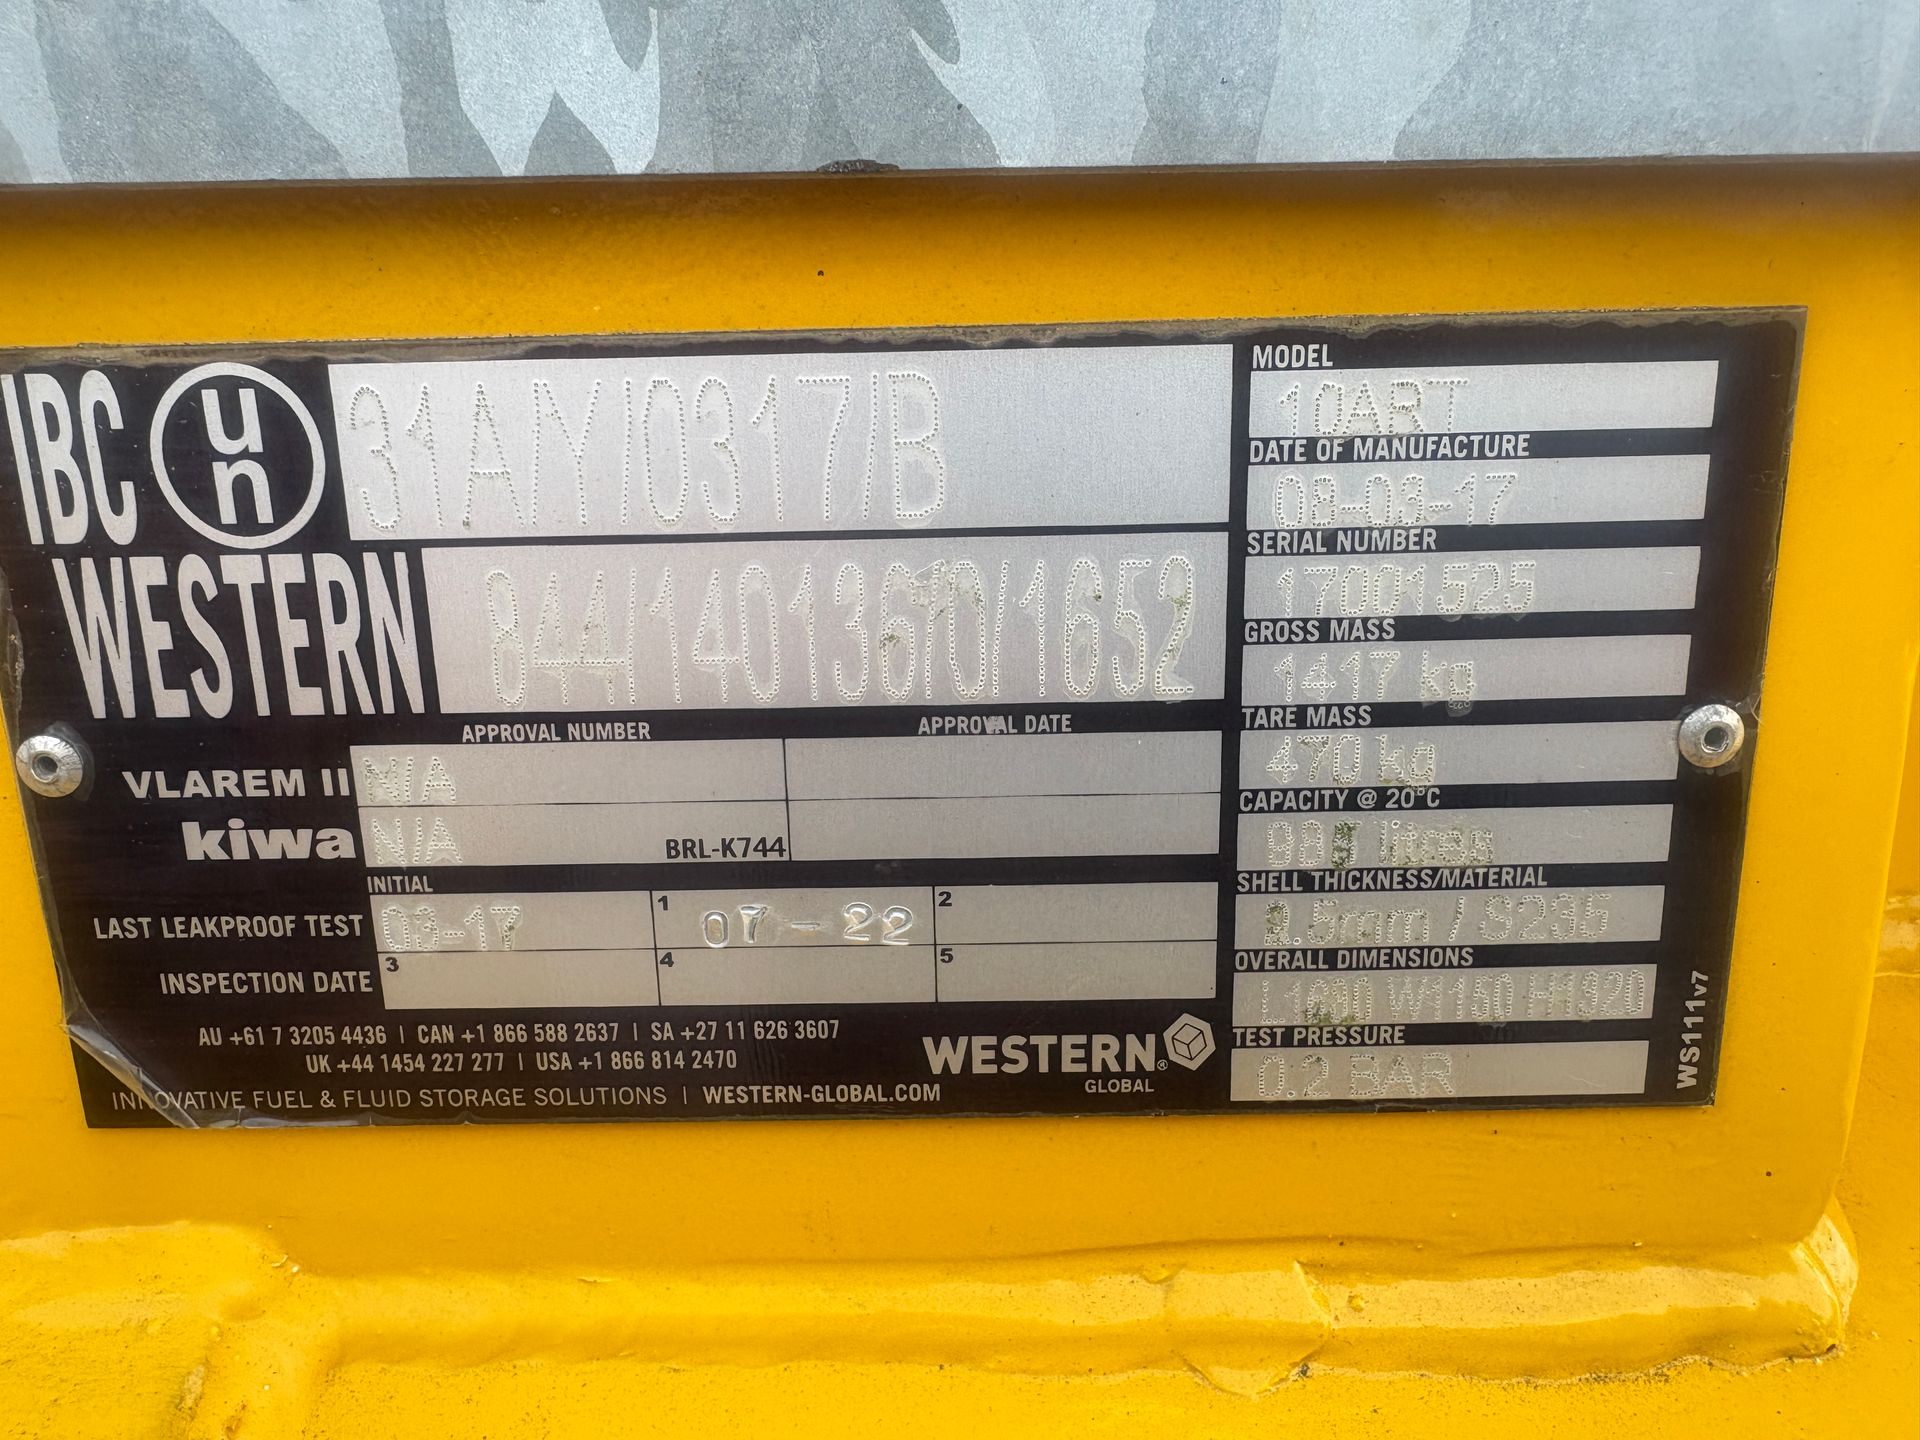 IBC un 31A/Y/0317/B
WESTERN 844/140136/0/1652
APPROVAL NUMBER APPROVAL DATE
VLAREM II N/A
kiwa N/A BRL-K744
INITIAL
LAST LEAKPROOF TEST 03-17 1 07-22 2
INSPECTION DATE 3 4 5
AU +61 7 3205 4436 | CAN +1 866 588 2637 | SA +27 11 626 3607
UK +44 1454 227 277 | USA +1 866 814 2470
INNOVATIVE FUEL & FLUID STORAGE SOLUTIONS | WESTERN-GLOBAL.COM
WESTERN®
GLOBAL
MODEL
10ABT
DATE OF MANUFACTURE
08-03-17
SERIAL NUMBER
17001525
GROSS MASS
1417 kg
TARE MASS
470 kg
CAPACITY @ 20°C
litres
SHELL THICKNESS/MATERIAL
/ S235
OVERALL DIMENSIONS
W1150 H1320
TEST PRESSURE
0.2 BAR
WS111v7